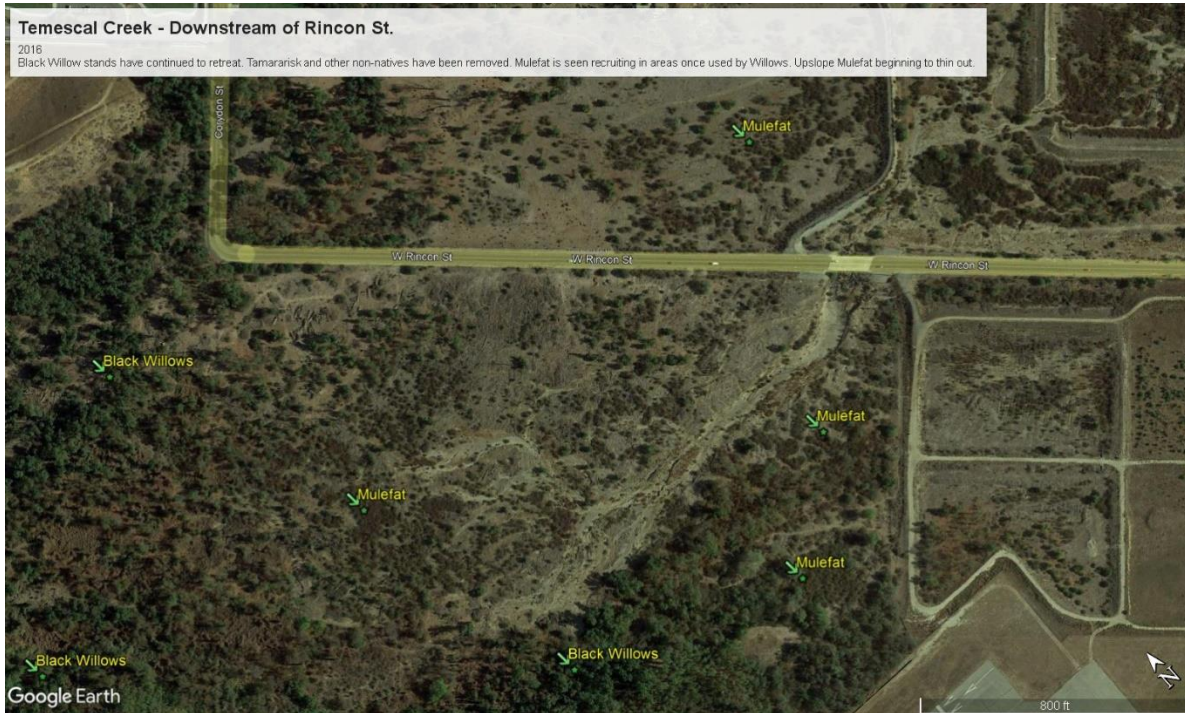 Temescal Creek - Downstream of Rincon St.
2016
Black Willow stands have continued to retreat. Tamararisk and other non-natives have been removed. Mulefat is seen recruiting in areas once used by Willows. Upslope Mulefat beginning to thin out.
Corydon St
Mulefat
W Rincon St
W Rincon St
W Rincon St
Black Willows
Mulefat
Mulefat
Mulefat
Black Willows
Black Willows
Google Earth
N
800 ft